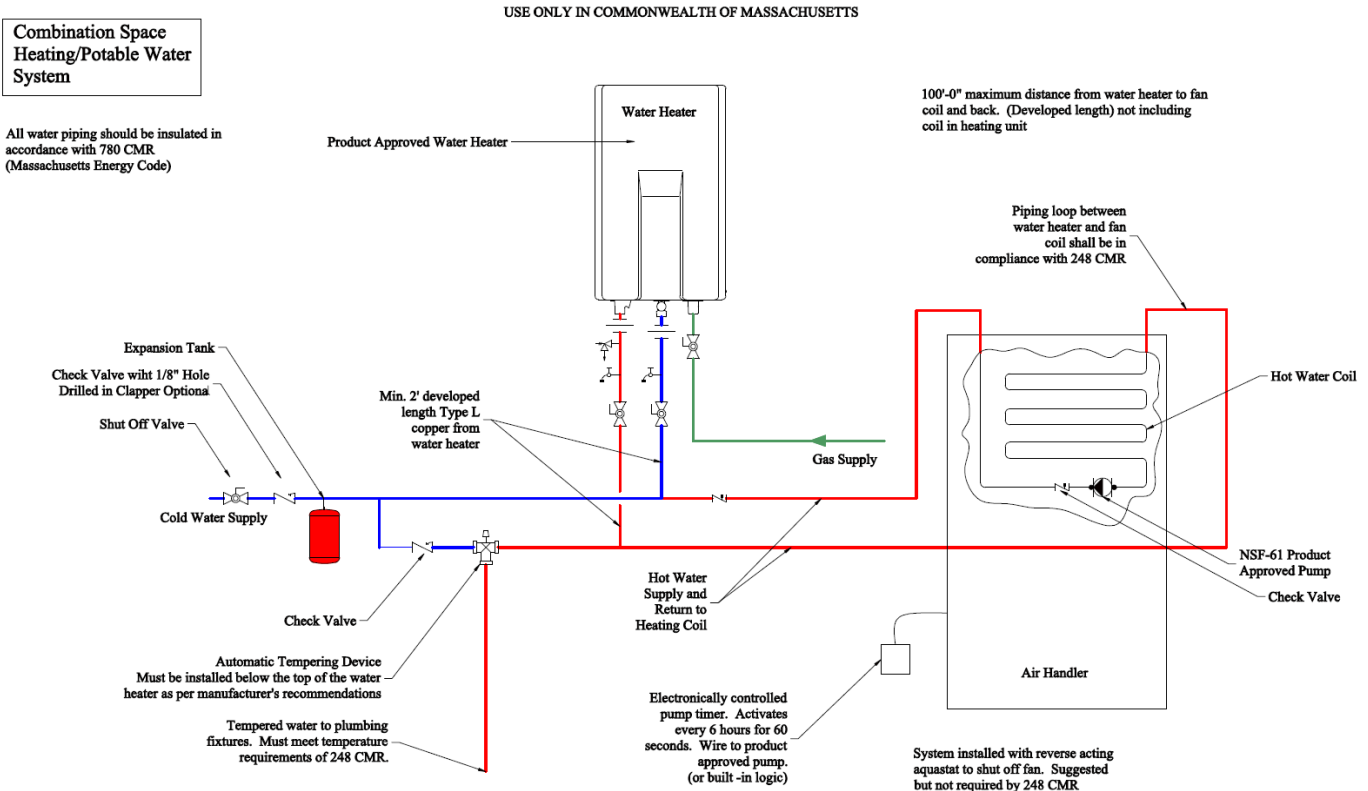 USE ONLY IN COMMONWEALTH OF MASSACHUSETTS
Combination Space
Heating/Potable Water
System
All water piping should be insulated in
accordance with 780 CMR
(Massachusetts Energy Code)
Water Heater
Product Approved Water Heater
100'-0" maximum distance from water heater to fan
coil and back. (Developed length) not including
coil in heating unit
Piping loop between
water heater and fan
coil shall be in
compliance with 248 CMR
Expansion Tank
Check Valve wiht 1/8" Hole
Drilled in Clapper Optional
Shut Off Valve
Min. 2' developed
length Type L
copper from
water heater
Hot Water Coil
Gas Supply
Cold Water Supply
NSF-61 Product
Approved Pump
Check Valve
Hot Water
Supply and
Return to
Heating Coil
Check Valve
Automatic Tempering Device
Must be installed below the top of the water
heater as per manufacturer's recommendations
Air Handler
Tempered water to plumbing
fixtures. Must meet temperature
requirements of 248 CMR.
Electronically controlled
pump timer. Activates
every 6 hours for 60
seconds. Wire to product
approved pump.
(or built -in logic)
System installed with reverse acting
aquastat to shut off fan. Suggested
but not required by 248 CMR